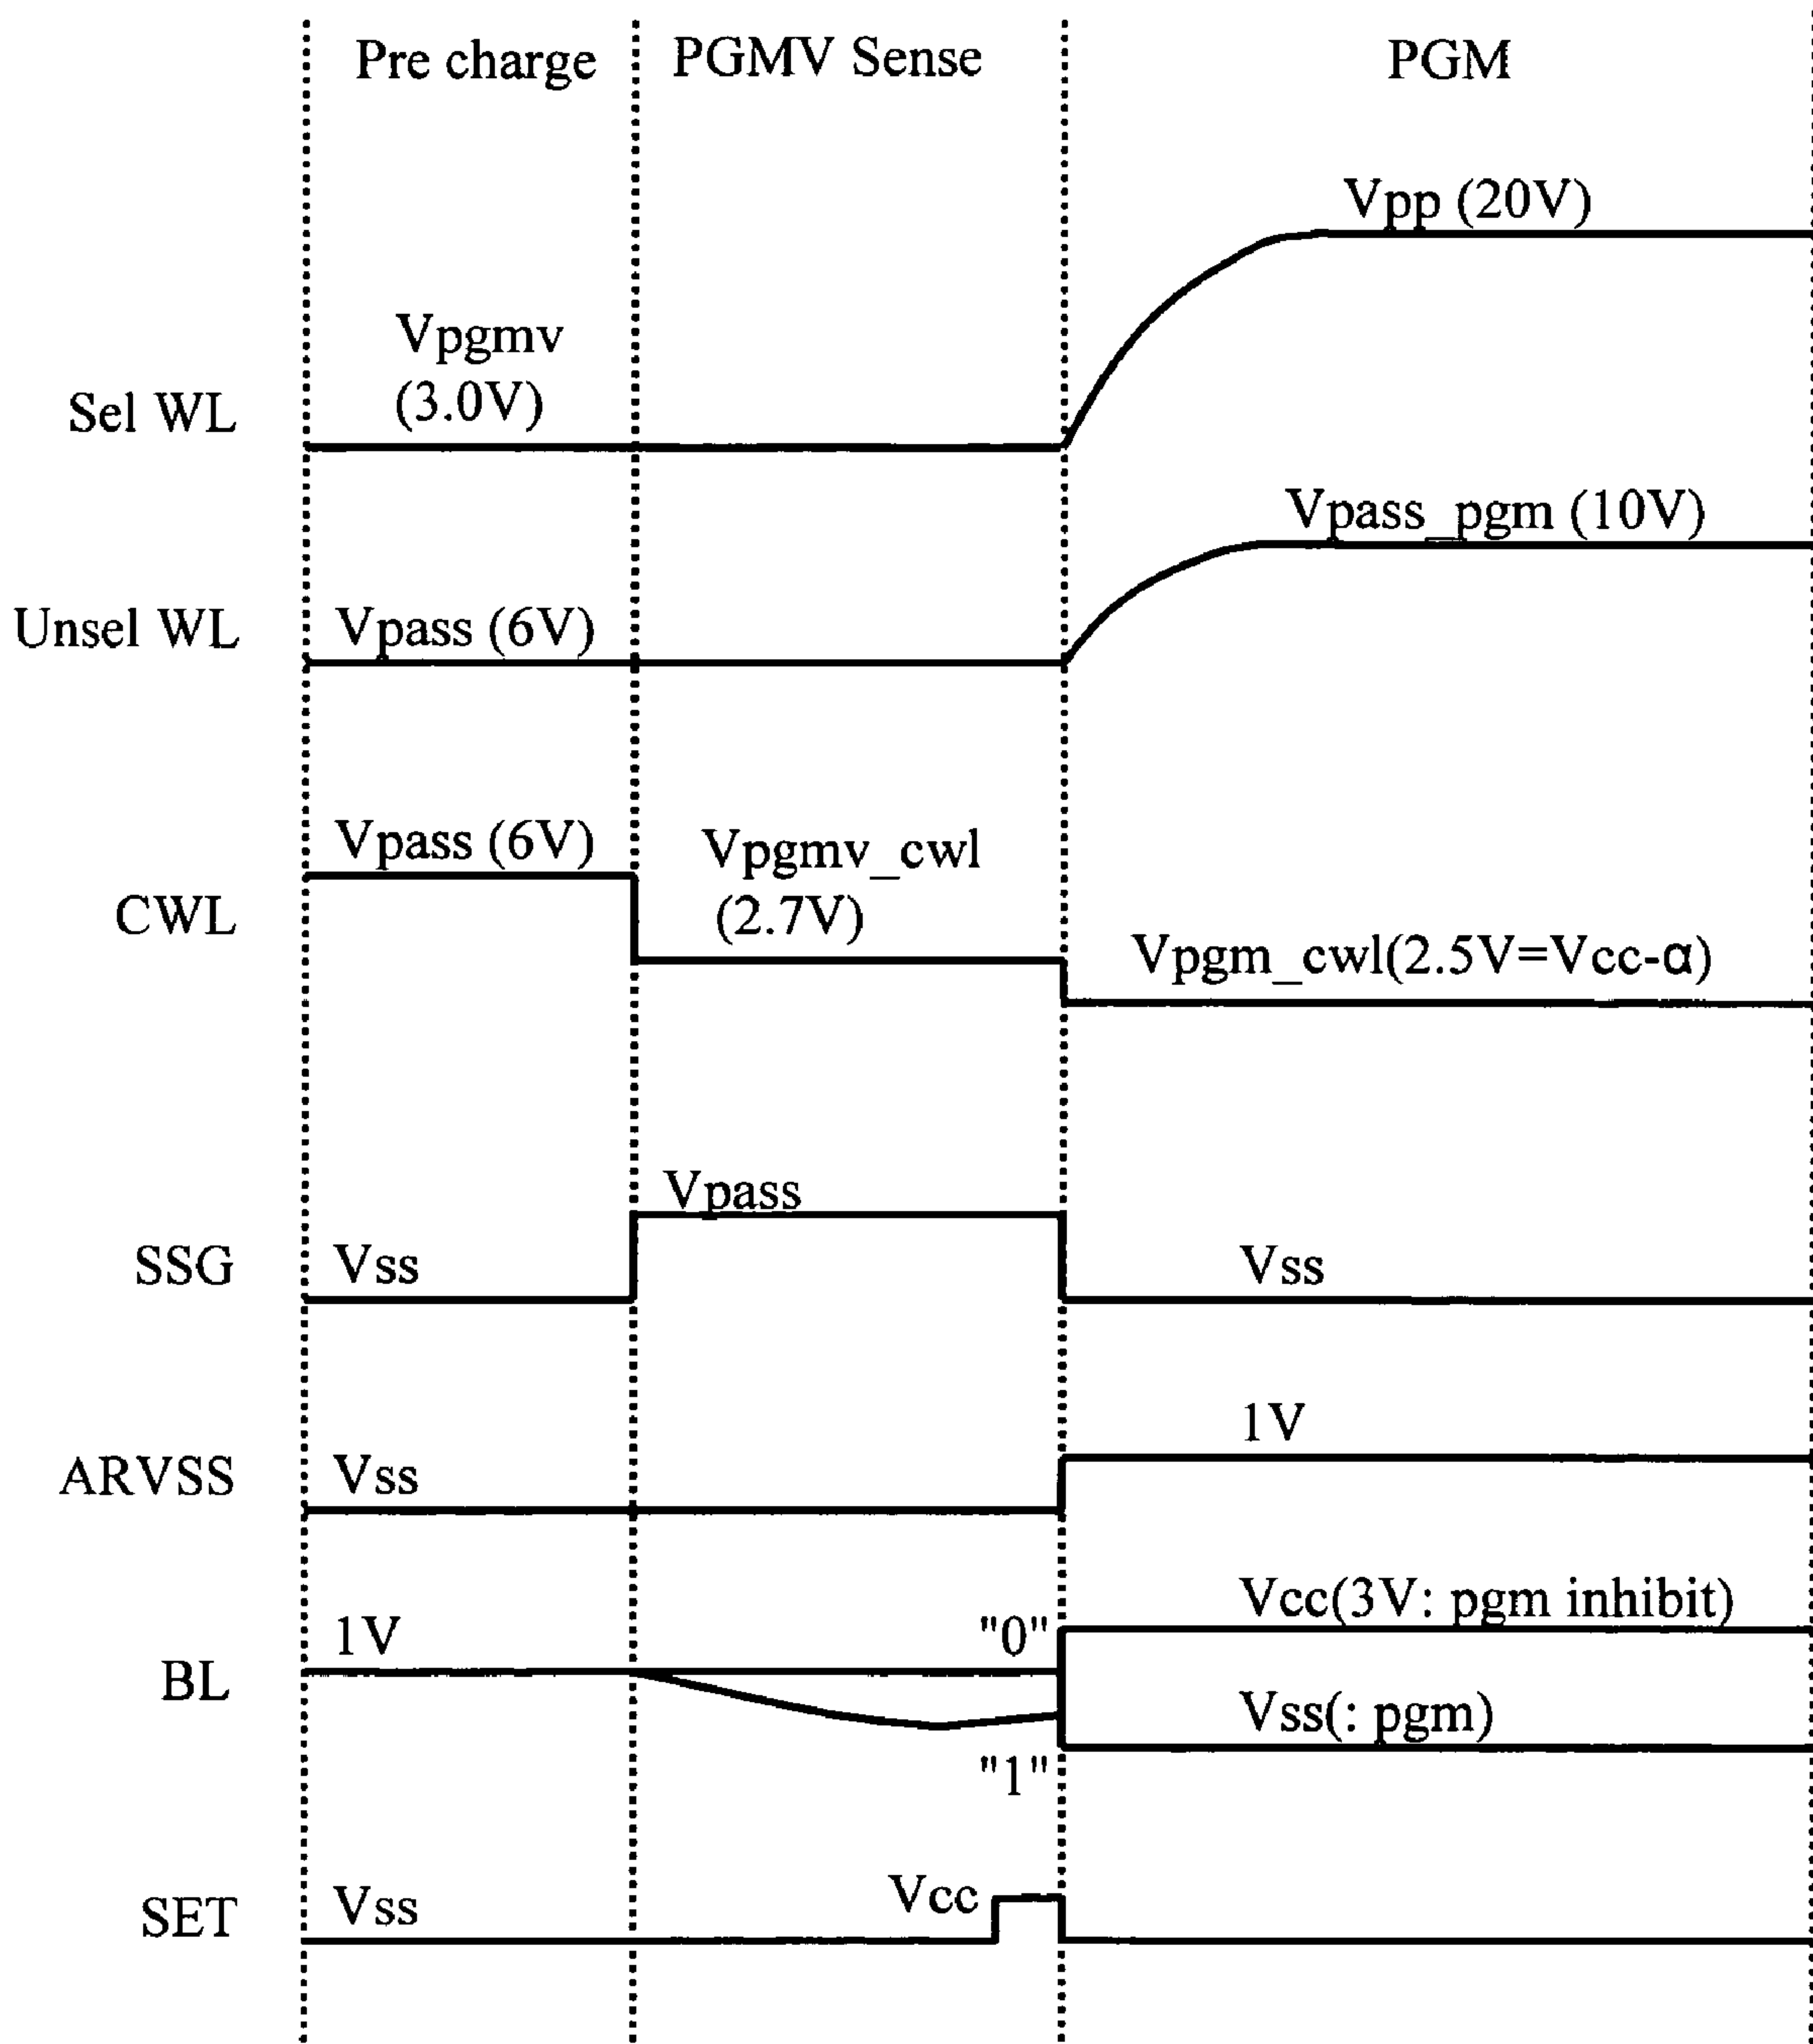 Pre charge
PGMV Sense
PGM
Vpp (20V)
Vpgmv
(3.0V)
Sel WL
Vpass_pgm (10V)
Unsel WL
Vpass (6V)
Vpass (6V)
Vpgmv_cwl
(2.7V)
CWL
Vpgm_cwl(2.5V=Vcc-α)
Vpass
SSG
Vss
Vss
1V
ARVSS
Vss
Vcc(3V: pgm inhibit)
1V
"0"
BL
Vss(: pgm)
"1"
Vcc
SET
Vss